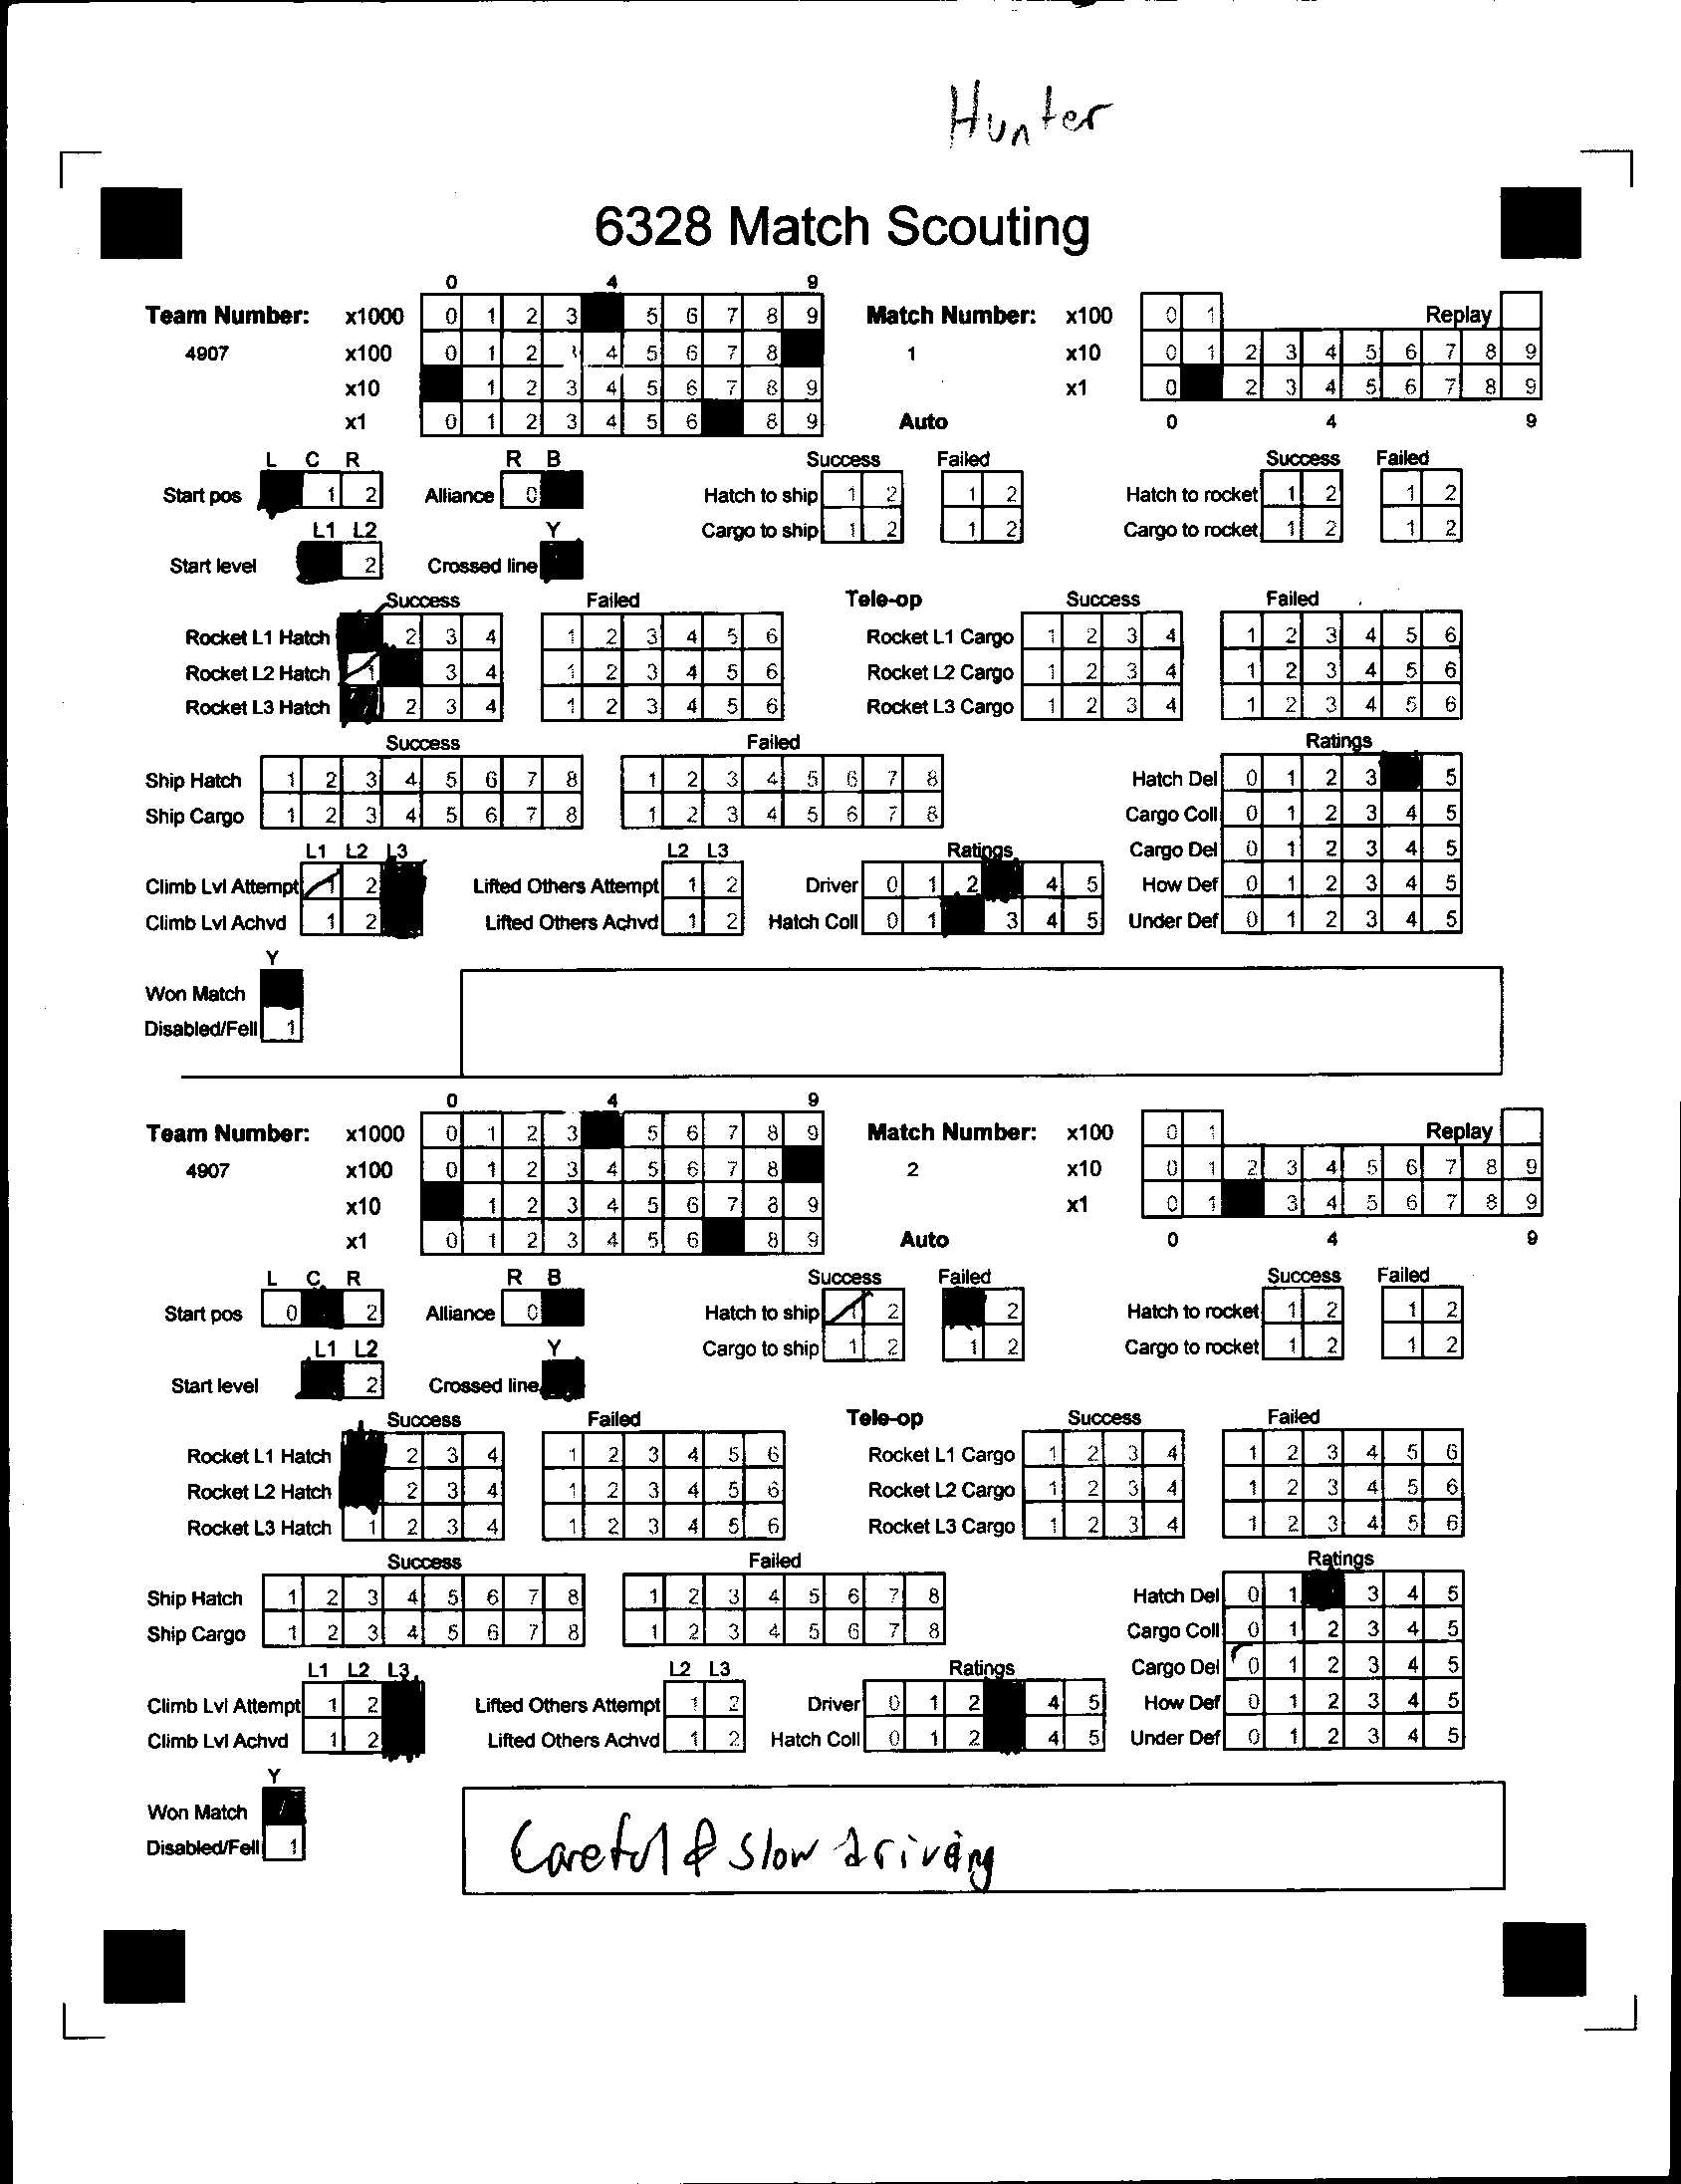 Hunter
6328 Match Scouting
0 4 9
Team Number: x1000 0 1 2 3 5 6 7 8 9 Match Number: x100 0 1 Replay
4907 x100 0 1 2 4 5 6 7 8 1 x10 0 1 2 3 4 5 6 7 8 9
x10 1 2 3 4 5 6 7 8 9 x1 0 2 3 4 5 6 7 8 9
x1 0 1 2 3 4 5 6 8 9 Auto 0 4 9
L C R R B Success Failed Success Failed
Start pos 1 2 Alliance 0 Hatch to ship 1 2 1 2 Hatch to rocket 1 2 1 2
L1 L2 Y Cargo to ship 1 2 1 2 Cargo to rocket 1 2 1 2
Start level 2 Crossed line
Success Failed Tele-op Success Failed
Rocket L1 Hatch 2 3 4 1 2 3 4 5 6 Rocket L1 Cargo 1 2 3 4 1 2 3 4 5 6
Rocket L2 Hatch 1 3 4 1 2 3 4 5 6 Rocket L2 Cargo 1 2 3 4 1 2 3 4 5 6
Rocket L3 Hatch 2 3 4 1 2 3 4 5 6 Rocket L3 Cargo 1 2 3 4 1 2 3 4 5 6
Success Failed Ratings
Ship Hatch 1 2 3 4 5 6 7 8 1 2 3 4 5 6 7 8 Hatch Del 0 1 2 3 5
Ship Cargo 1 2 3 4 5 6 7 8 1 2 3 4 5 6 7 8 Cargo Coll 0 1 2 3 4 5
L1 L2 L3 L2 L3 Ratings Cargo Del 0 1 2 3 4 5
Climb Lvl Attempt 1 2 Lifted Others Attempt 1 2 Driver 0 1 2 4 5 How Def 0 1 2 3 4 5
Climb Lvl Achvd 1 2 Lifted Others Achvd 1 2 Hatch Coll 0 1 3 4 5 Under Def 0 1 2 3 4 5
Y
Won Match
Disabled/Fell 1
0 4 9
Team Number: x1000 0 1 2 3 5 6 7 8 9 Match Number: x100 0 1 Replay
4907 x100 0 1 2 3 4 5 6 7 8 2 x10 0 1 2 3 4 5 6 7 8 9
x10 1 2 3 4 5 6 7 8 9 x1 0 1 3 4 5 6 7 8 9
x1 0 1 2 3 4 5 6 8 9 Auto 0 4 9
L C R R B Success Failed Success Failed
Start pos 0 2 Alliance 0 Hatch to ship 1 2 2 Hatch to rocket 1 2 1 2
L1 L2 Y Cargo to ship 1 2 1 2 Cargo to rocket 1 2 1 2
Start level 2 Crossed line
Success Failed Tele-op Success Failed
Rocket L1 Hatch 2 3 4 1 2 3 4 5 6 Rocket L1 Cargo 1 2 3 4 1 2 3 4 5 6
Rocket L2 Hatch 2 3 4 1 2 3 4 5 6 Rocket L2 Cargo 1 2 3 4 1 2 3 4 5 6
Rocket L3 Hatch 1 2 3 4 1 2 3 4 5 6 Rocket L3 Cargo 1 2 3 4 1 2 3 4 5 6
Success Failed Ratings
Ship Hatch 1 2 3 4 5 6 7 8 1 2 3 4 5 6 7 8 Hatch Del 0 1 3 4 5
Ship Cargo 1 2 3 4 5 6 7 8 1 2 3 4 5 6 7 8 Cargo Coll 0 1 2 3 4 5
L1 L2 L3 L2 L3 Ratings Cargo Del 0 1 2 3 4 5
Climb Lvl Attempt 1 2 Lifted Others Attempt 1 2 Driver 0 1 2 4 5 How Def 0 1 2 3 4 5
Climb Lvl Achvd 1 2 Lifted Others Achvd 1 2 Hatch Coll 0 1 2 4 5 Under Def 0 1 2 3 4 5
Y
Won Match
Disabled/Fell 1
Careful & slow driving